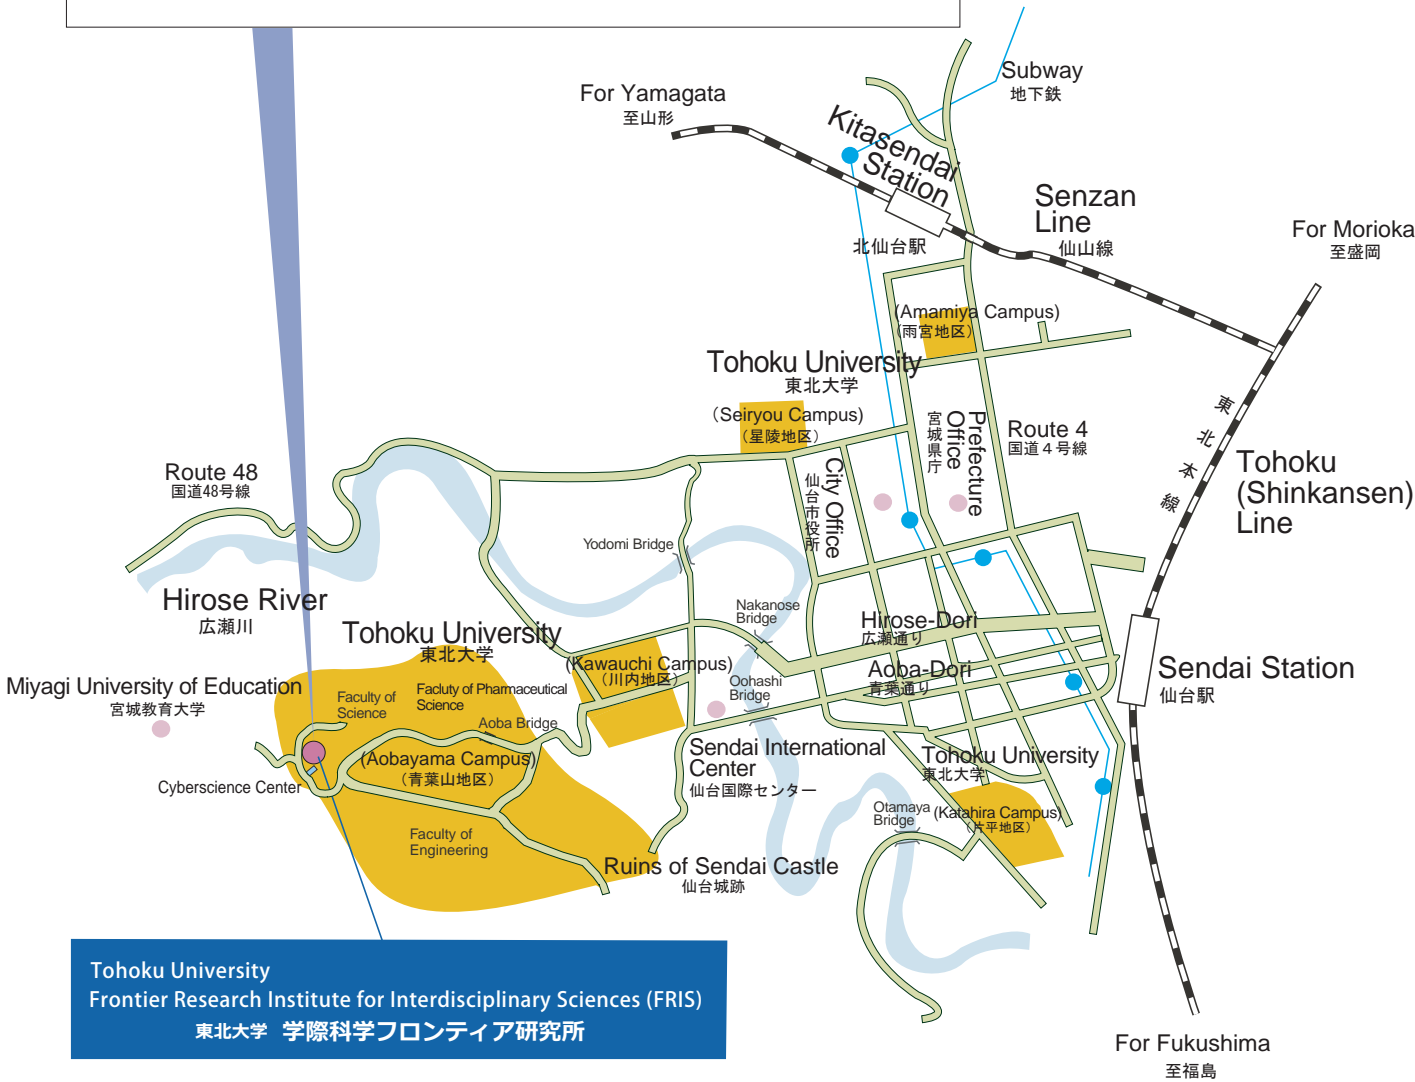 Subway
地下鉄
For Yamagata
至山形
Kitasendai
Station
北仙台駅
Senzan
Line
仙山線
For Morioka
至盛岡
(Amamiya Campus)
(雨宮地区)
Tohoku University
東北大学
(Seiryou Campus)
(星陵地区)
Prefecture
Office
宮城県庁
Route 4
国道4号線
City Office
仙台市役所
東北本線
Tohoku
(Shinkansen)
Line
Route 48
国道48号線
Yodomi Bridge
Hirose River
広瀬川
Nakanose
Bridge
Hirose-Dori
広瀬通り
Tohoku University
東北大学
(Kawauchi Campus)
(川内地区)
Aoba-Dori
青葉通り
Oohashi
Bridge
Sendai Station
仙台駅
Miyagi University of Education
宮城教育大学
Faculty of
Science
Facluty of Pharmaceutical
Science
Aoba Bridge
(Aobayama Campus)
(青葉山地区)
Cyberscience Center
Sendai International
Center
仙台国際センター
Tohoku University
東北大学
(Katahira Campus)
(片平地区)
Otamaya
Bridge
Faculty of
Engineering
Ruins of Sendai Castle
仙台城跡
Tohoku University
Frontier Research Institute for Interdisciplinary Sciences (FRIS)
東北大学 学際科学フロンティア研究所
For Fukushima
至福島